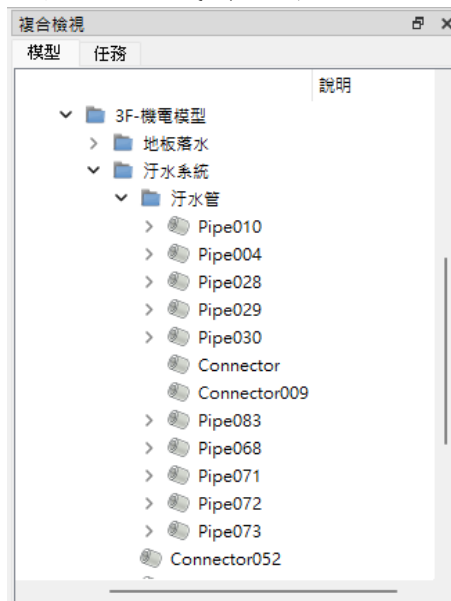 複合檢視
模型 任務
說明
3F-機電模型
地板落水
汙水系統
汙水管
Pipe010
Pipe004
Pipe028
Pipe029
Pipe030
Connector
Connector009
Pipe083
Pipe068
Pipe071
Pipe072
Pipe073
Connector052